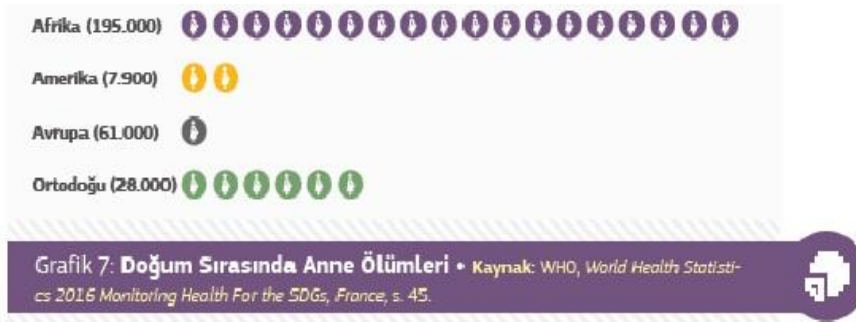 Afrika (195.000)
Amerika (7.900)
Avrupa (61.000)
Ortodoğu (28.000)
Grafik 7: Doğum Sırasında Anne Ölümleri • Kaynak: WHO, World Health Statisti-
cs 2016 Monitoring Health For the SDGs, France, s. 45.